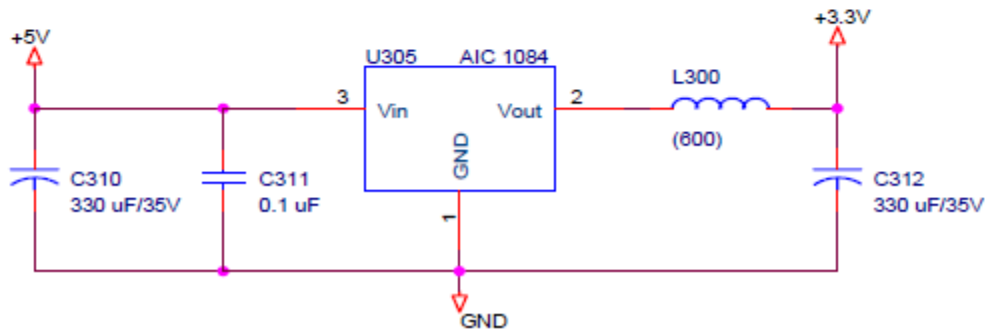 +5V
+3.3V
U305 AIC 1084
L300
3
Vin
Vout
2
(600)
GND
C310
330 uF/35V
C311
0.1 uF
C312
330 uF/35V
1
GND